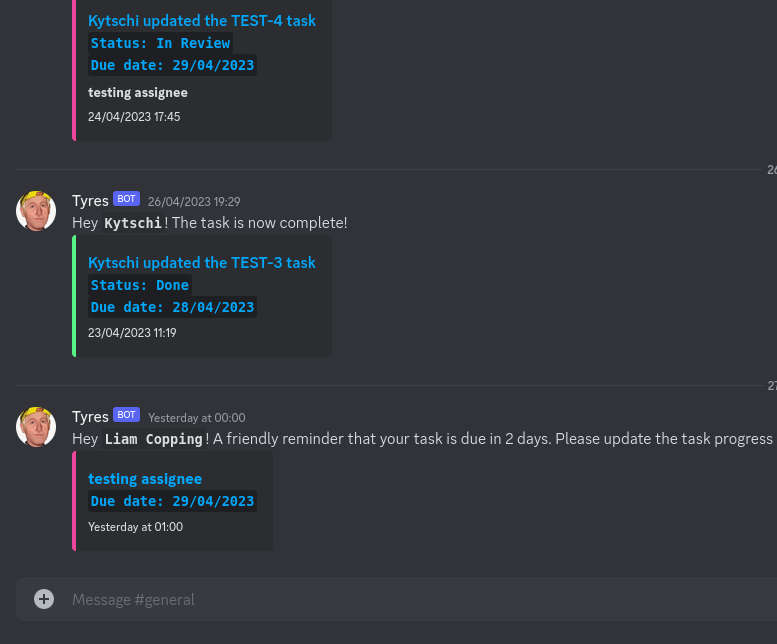 Kytschi updated the TEST-4 task
Status: In Review
Due date: 29/04/2023
testing assignee
24/04/2023 17:45
26
Tyres BOT 26/04/2023 19:29
Hey Kytschi! The task is now complete!
Kytschi updated the TEST-3 task
Status: Done
Due date: 28/04/2023
23/04/2023 11:19
27
Tyres BOT Yesterday at 00:00
Hey Liam Copping! A friendly reminder that your task is due in 2 days. Please update the task progress
testing assignee
Due date: 29/04/2023
Yesterday at 01:00
Message #general